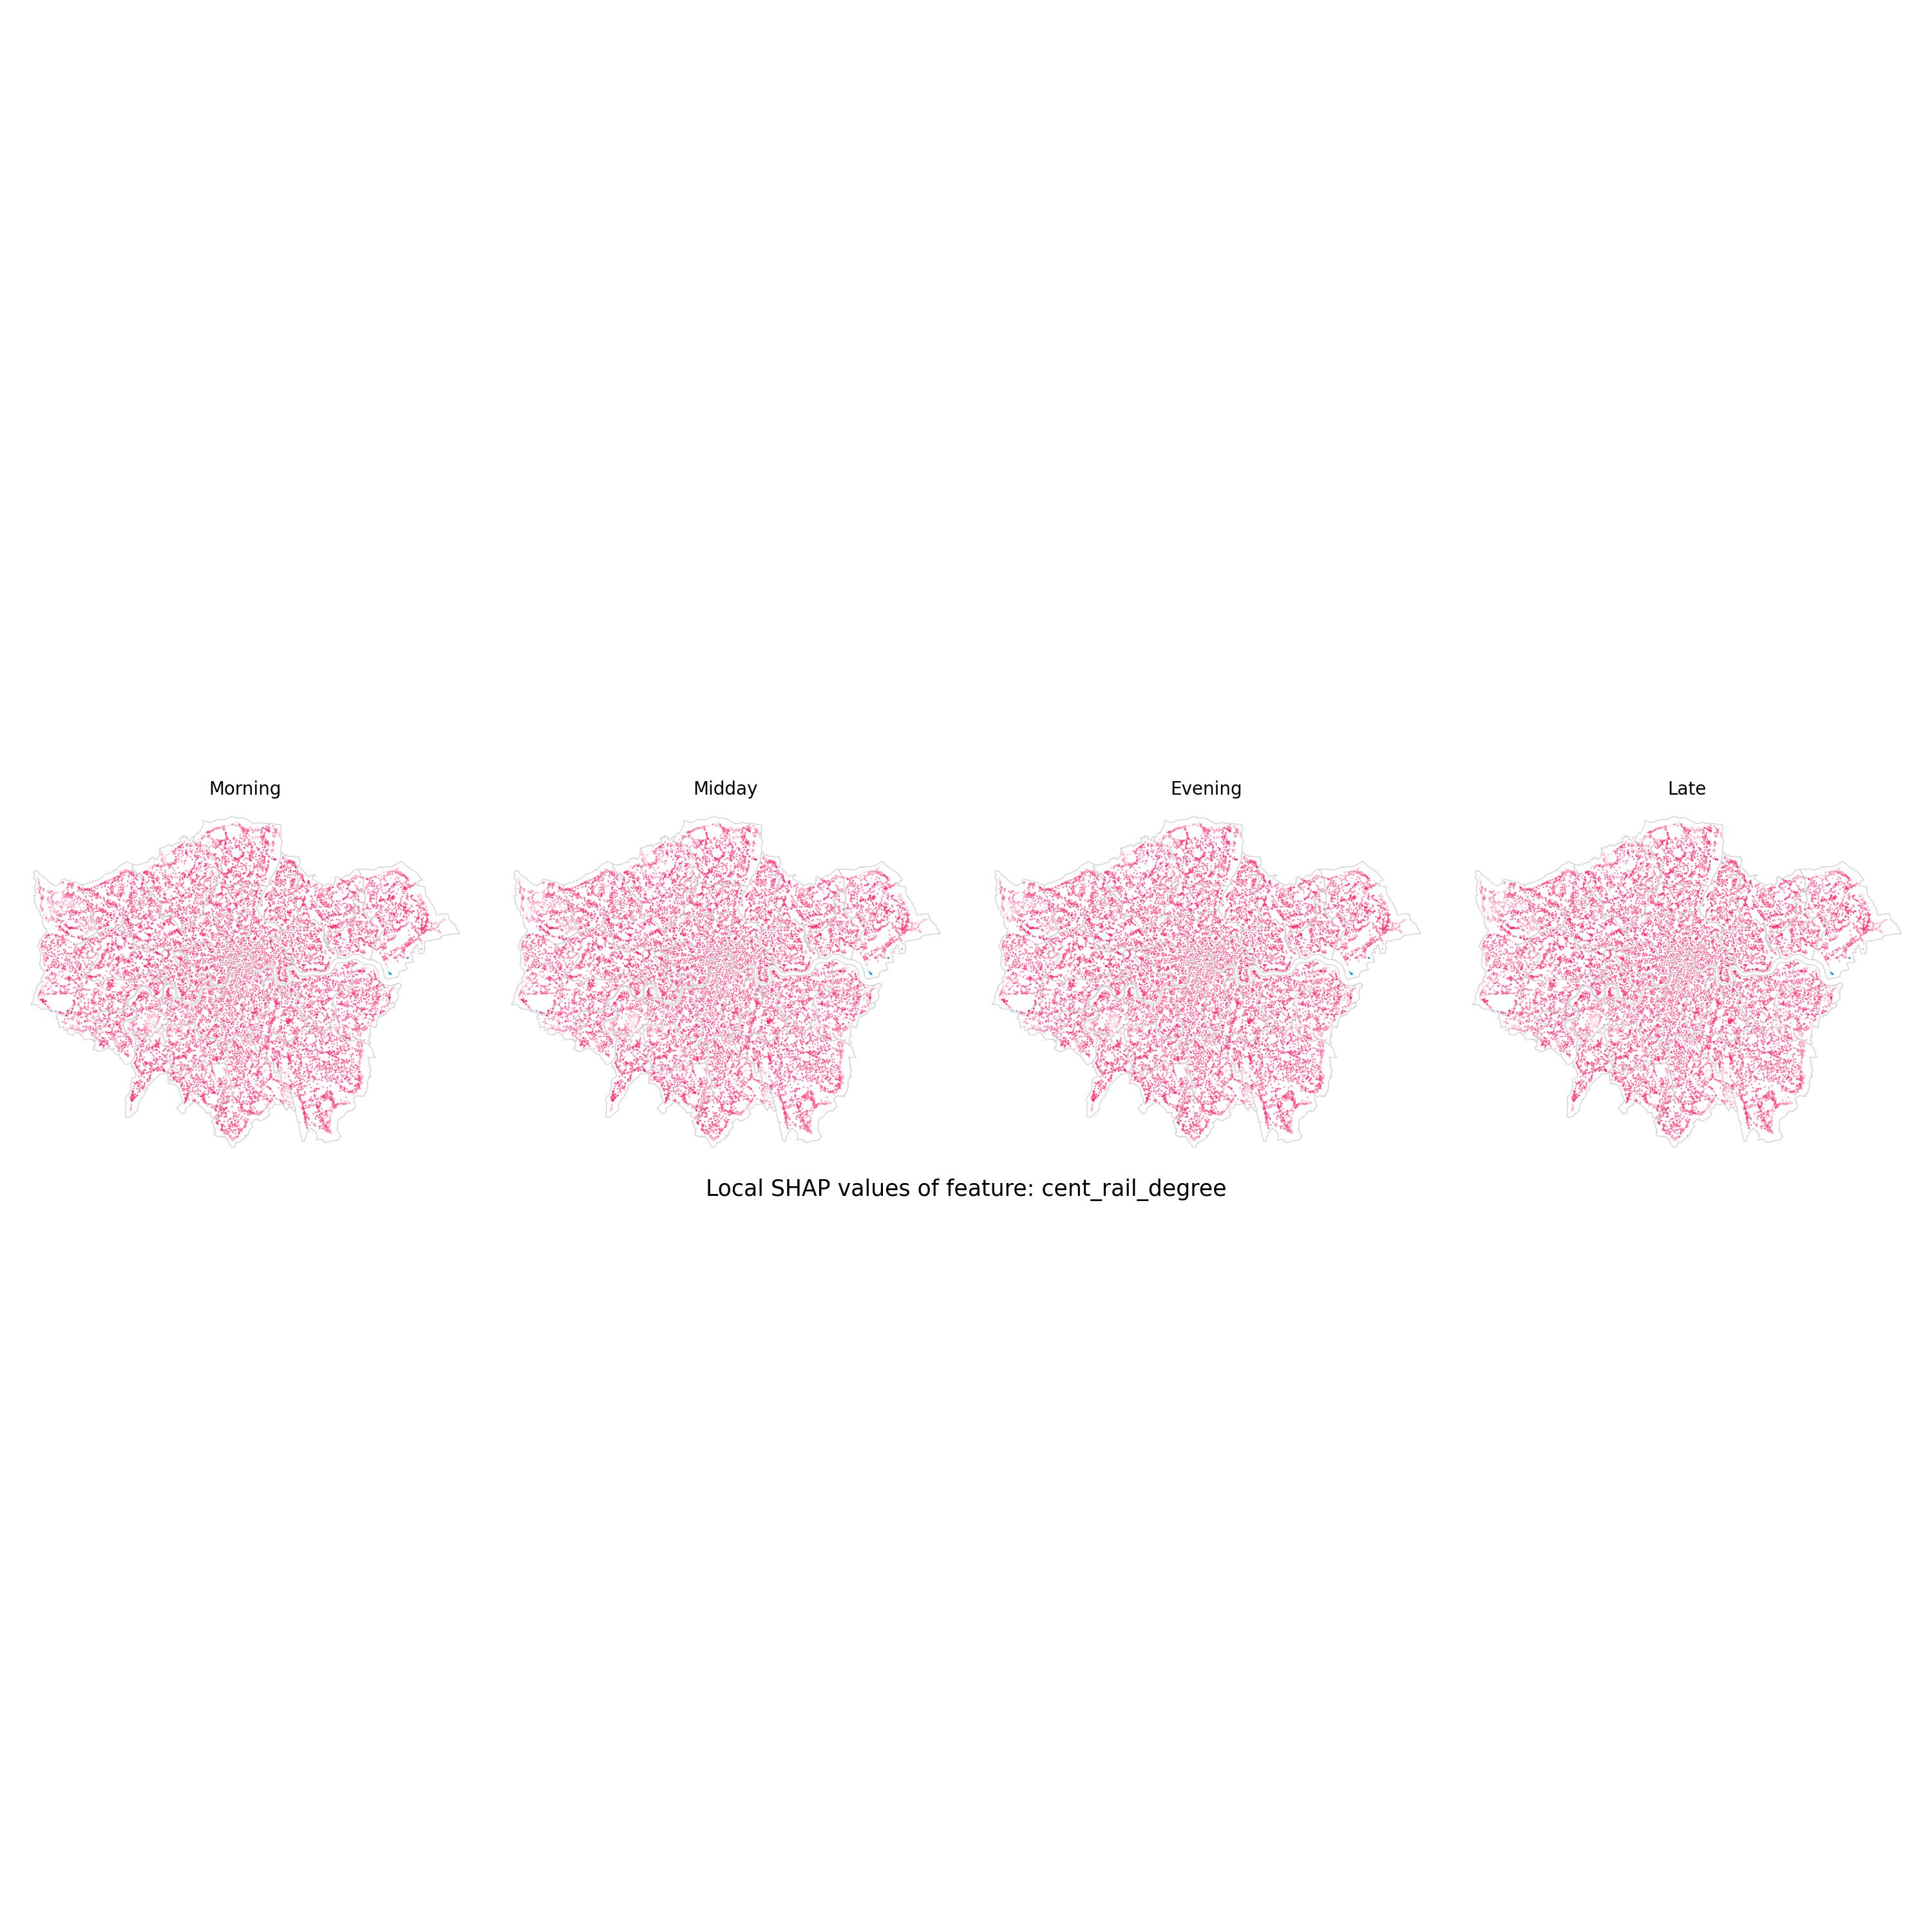 Morning
Midday
Evening
Late
Local SHAP values of feature: cent_rail_degree